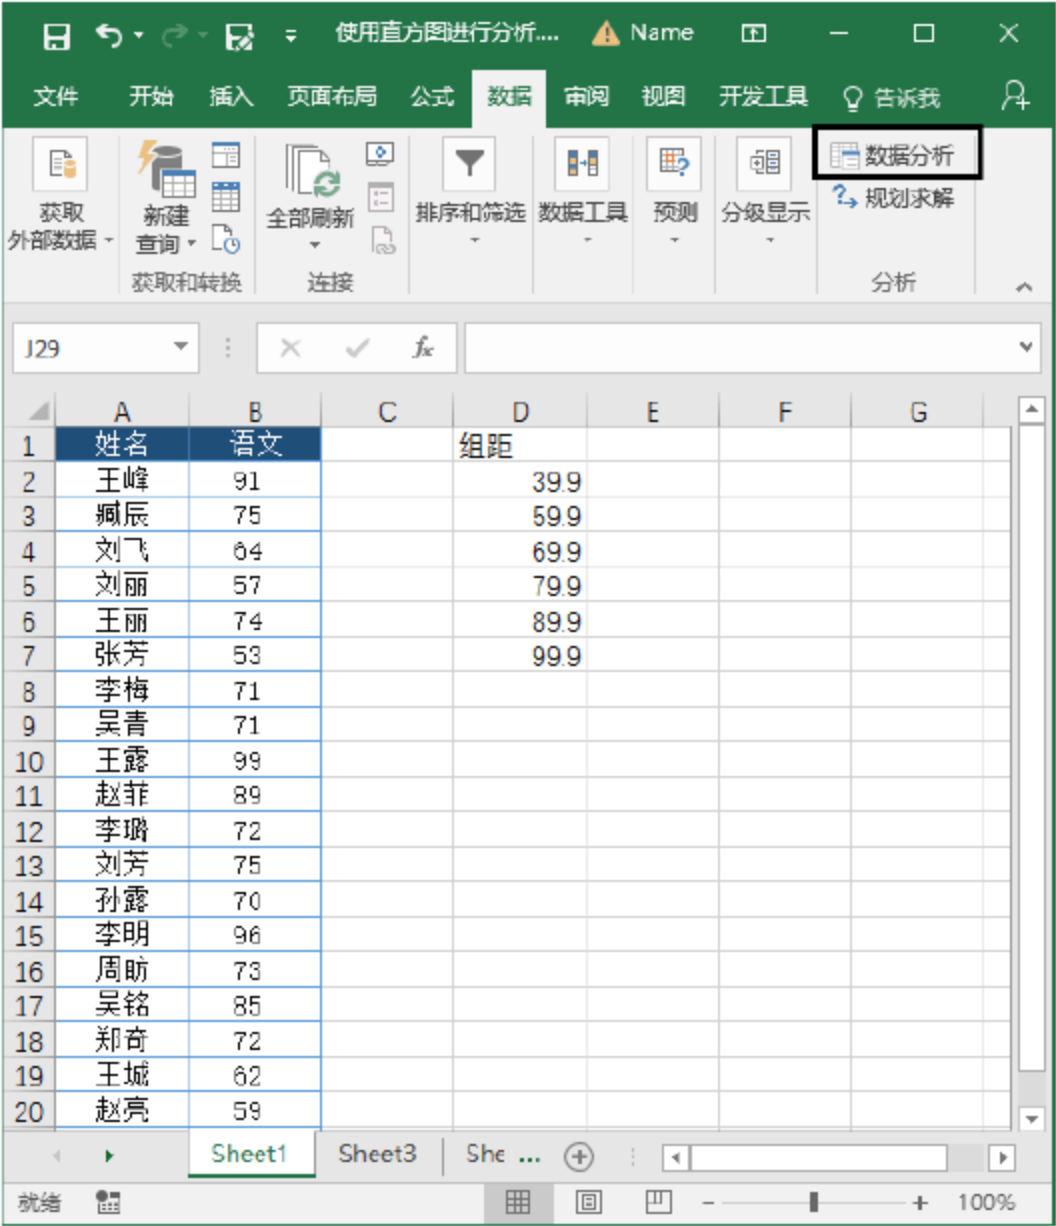 使用直方图进行分析.... Name
文件 开始 插入 页面布局 公式 数据 审阅 视图 开发工具 告诉我
获取 外部数据
新建 查询
全部刷新
排序和筛选
数据工具
预测
分级显示
数据分析
规划求解
获取和转换 连接 分析
J29 fx
A B C D E F G
1 姓名 语文 组距
2 王峰 91 39.9
3 臧辰 75 59.9
4 刘飞 64 69.9
5 刘丽 57 79.9
6 王丽 74 89.9
7 张芳 53 99.9
8 李梅 71
9 吴青 71
10 王露 99
11 赵菲 89
12 李璐 72
13 刘芳 75
14 孙露 70
15 李明 96
16 周昉 73
17 吴铭 85
18 郑奇 72
19 王城 62
20 赵亮 59
Sheet1 Sheet3 She ...
就绪 100%